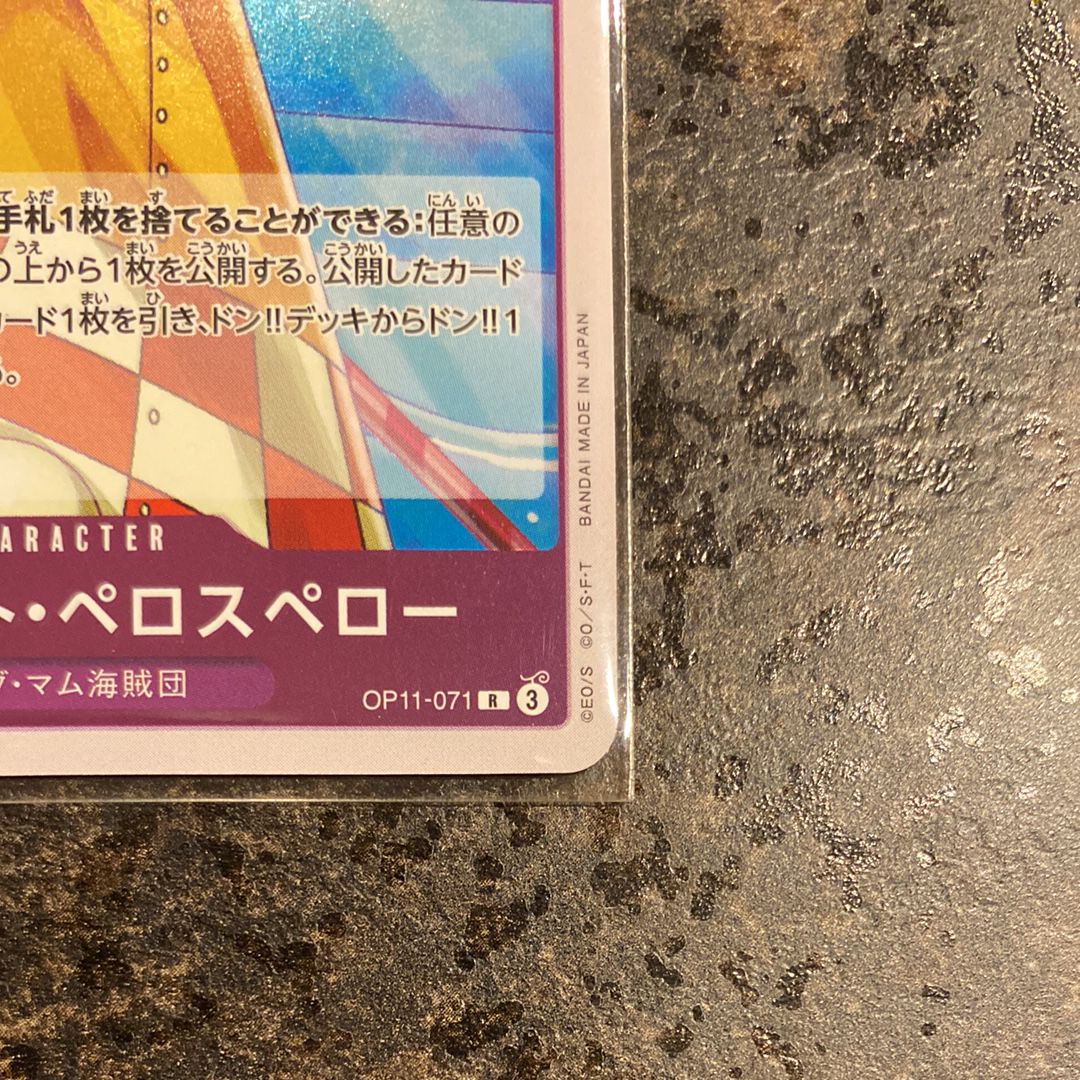 手札1枚を捨てることができる:任意の
の上から1枚を公開する。公開したカード
カード1枚を引き、ドン!!デッキからドン!!1
る。
ARACTER
ト・ペロスペロー
グ・マム海賊団
OP11-071 R 3
©EO/S ©O/S・F・T BANDAI MADE IN JAPAN